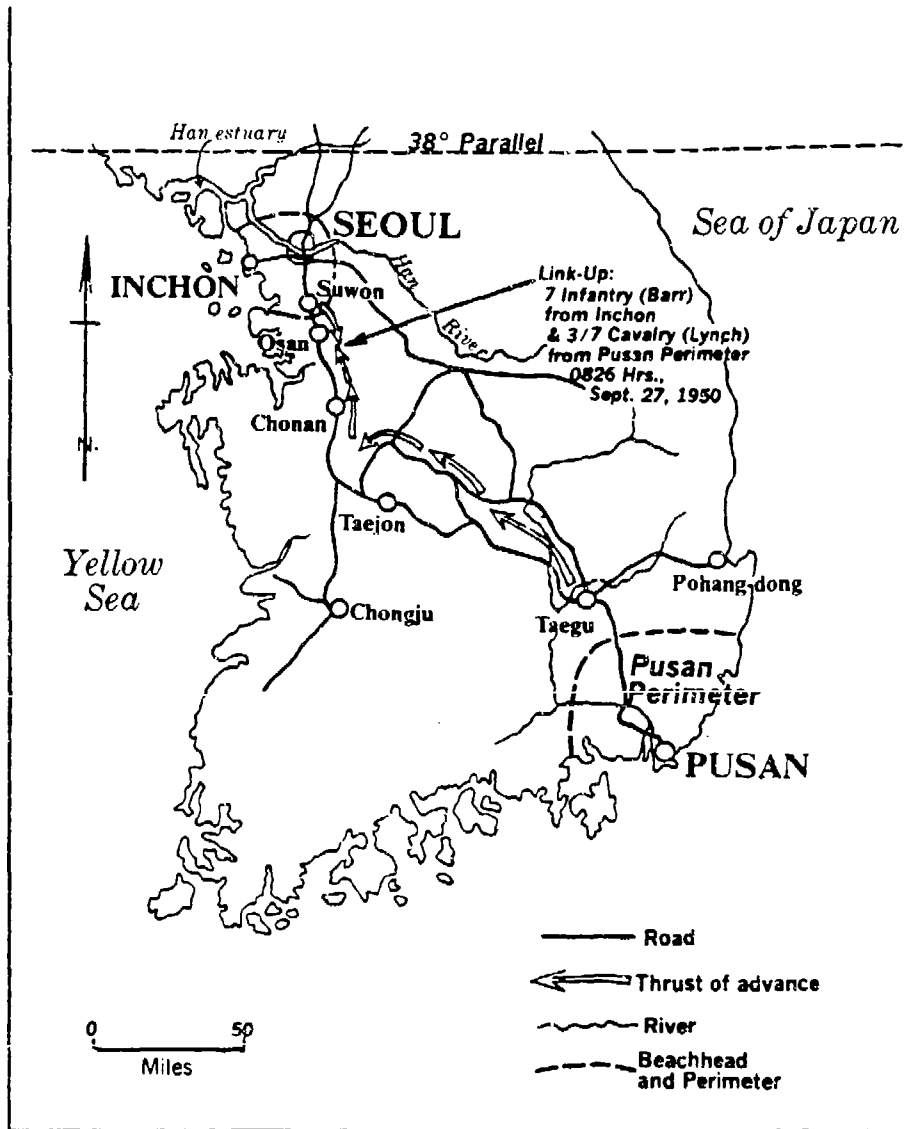 Han estuary
38° Parallel
SEOUL
Sea of Japan
INCHON
Suwon
Han
River
Link-Up:
7 Infantry (Barr)
from Inchon
& 3/7 Cavalry (Lynch)
from Pusan Perimeter
0826 Hrs.,
Sept. 27, 1950
Osan
Chonan
N.
Taejon
Yellow
Sea
Pohang-dong
Chongju
Taegu
Pusan
Perimeter
PUSAN
Road
Thrust of advance
River
Beachhead
and Perimeter
0 50
Miles